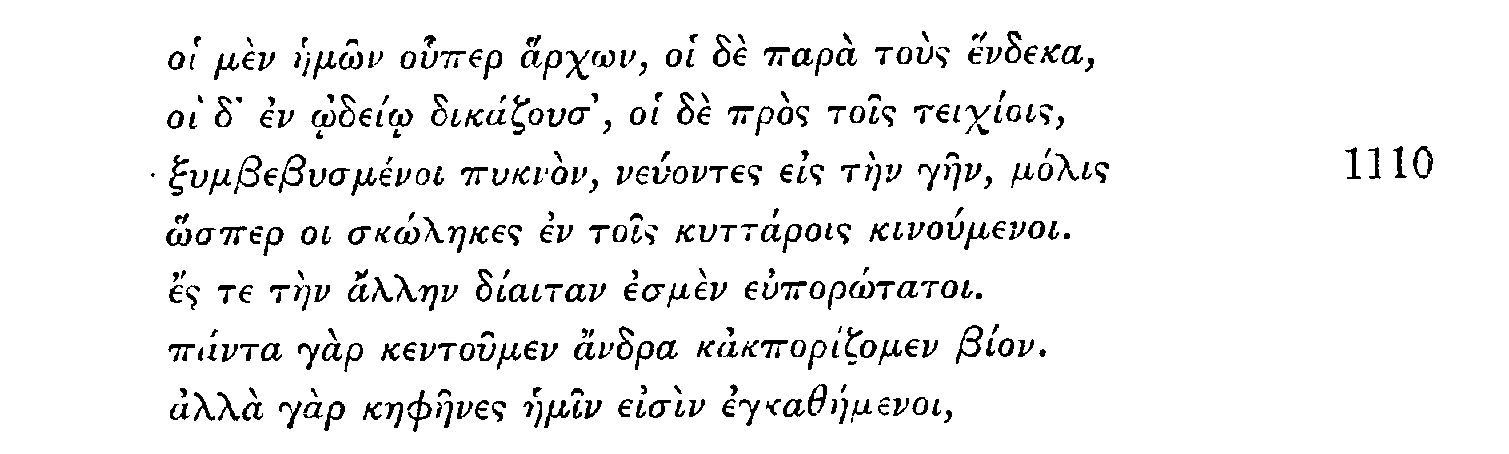 οἱ μὲν ἡμῶν οὗπερ ἄρχων, οἱ δὲ παρὰ τοὺς ἕνδεκα,
οἱ δ' ἐν ᾠδείῳ δικάζουσ', οἱ δὲ πρὸς τοῖς τειχίοις,
ξυμβεβυσμένοι πυκνὸν, νεύοντες εἰς τὴν γῆν, μόλις 1110
ὥσπερ οι σκώληκες ἐν τοῖς κυττάροις κινούμενοι.
ἔς τε τὴν ἄλλην δίαιταν ἐσμὲν εὐπορώτατοι.
πάντα γὰρ κεντοῦμεν ἄνδρα κἀκπορίζομεν βίον.
ἀλλὰ γὰρ κηφῆνες ἡμῖν εἰσὶν ἐγκαθήμενοι,